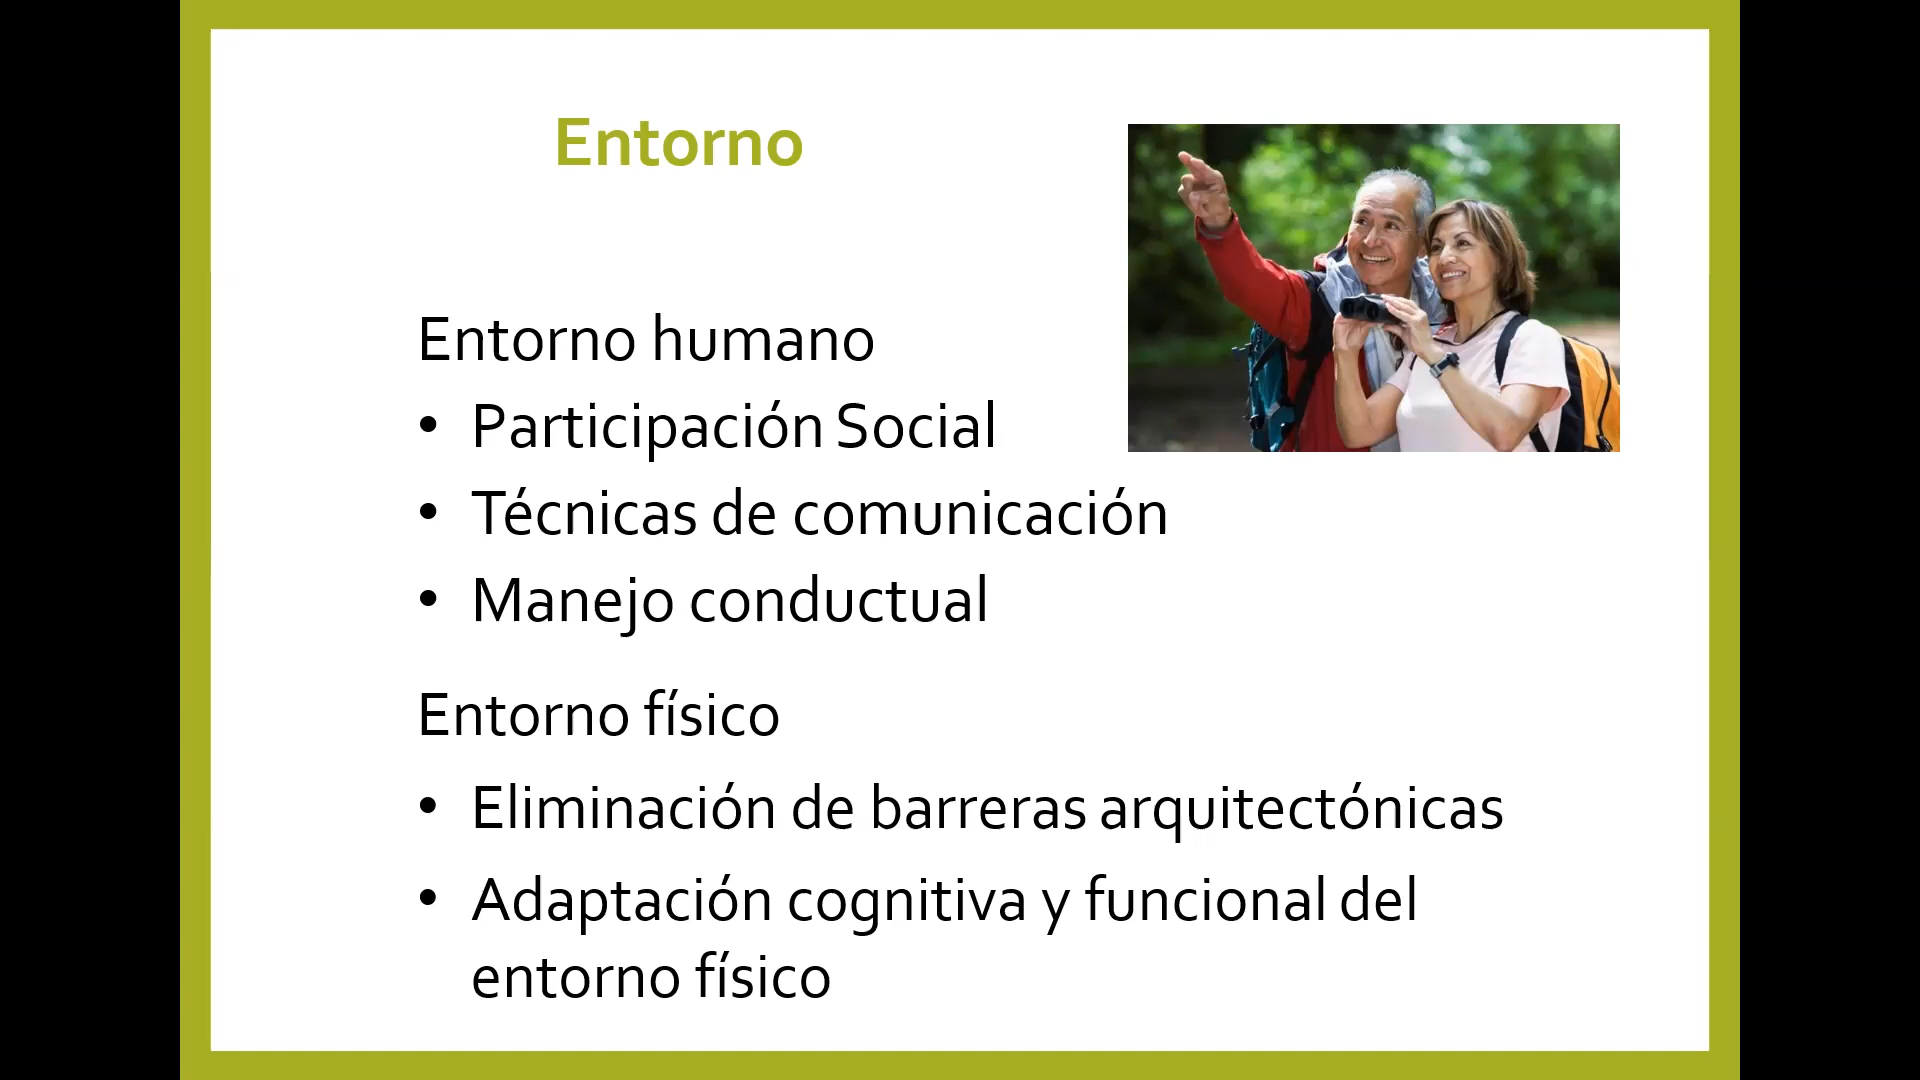 Entorno
Entorno humano
• Participación Social
• Técnicas de comunicación
• Manejo conductual
Entorno físico
• Eliminación de barreras arquitectónicas
• Adaptación cognitiva y funcional del
entorno físico